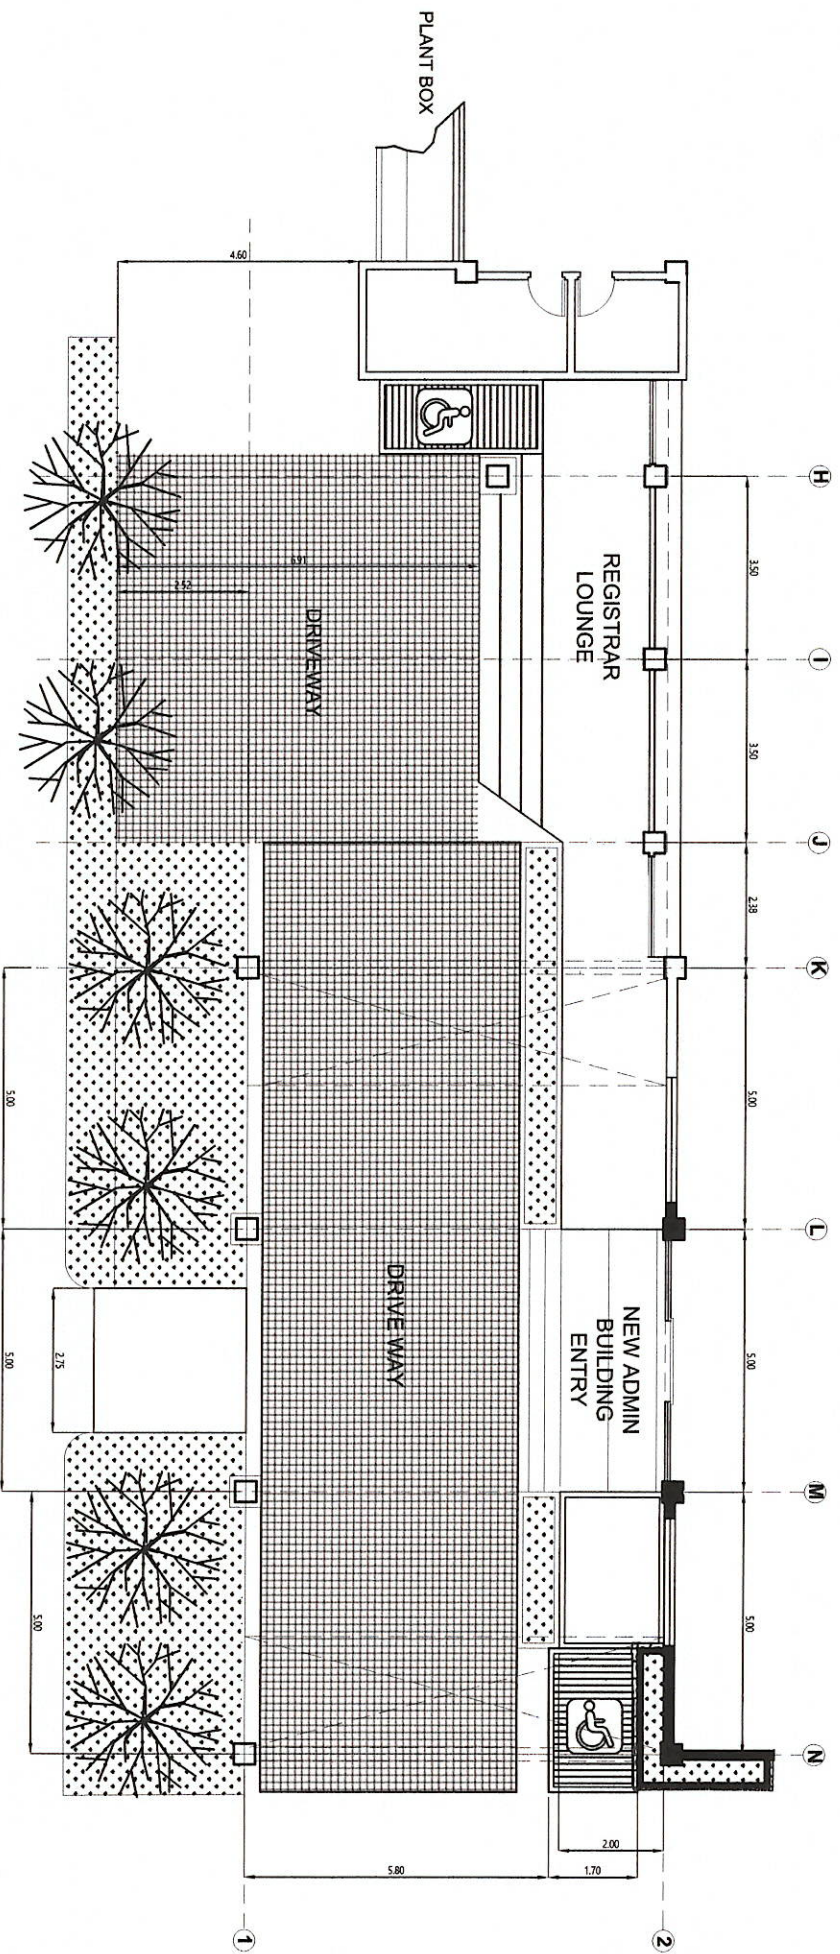 PLANT BOX
4.60
H
I
J
K
L
M
N
3.50
3.50
2.38
5.00
5.00
5.00
REGISTRAR
LOUNGE
6.91
2.52
DRIVEWAY
DRIVE WAY
NEW ADMIN
BUILDING
ENTRY
5.00
5.00
2.75
5.00
2.00
1.70
5.80
1
2